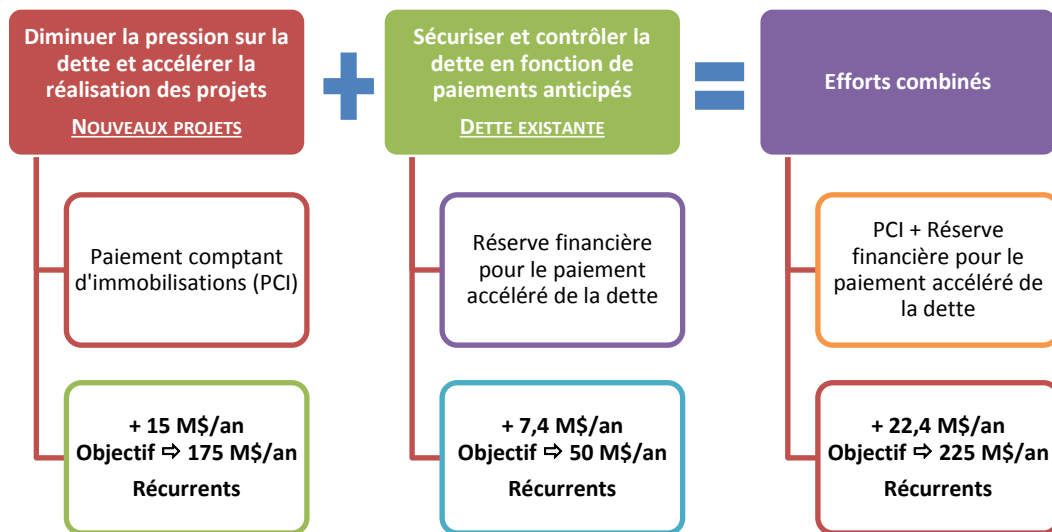 Diminuer la pression sur la
dette et accélérer la
réalisation des projets
NOUVEAUX PROJETS
+
Sécuriser et contrôler la
dette en fonction de
paiements anticipés
DETTE EXISTANTE
=
Efforts combinés
Paiement comptant
d'immobilisations (PCI)
Réserve financière
pour le paiement
accéléré de la dette
PCI + Réserve
financière pour le
paiement accéléré de
la dette
+ 15 M$/an
Objectif ⇨ 175 M$/an
Récurrents
+ 7,4 M$/an
Objectif ⇨ 50 M$/an
Récurrents
+ 22,4 M$/an
Objectif ⇨ 225 M$/an
Récurrents